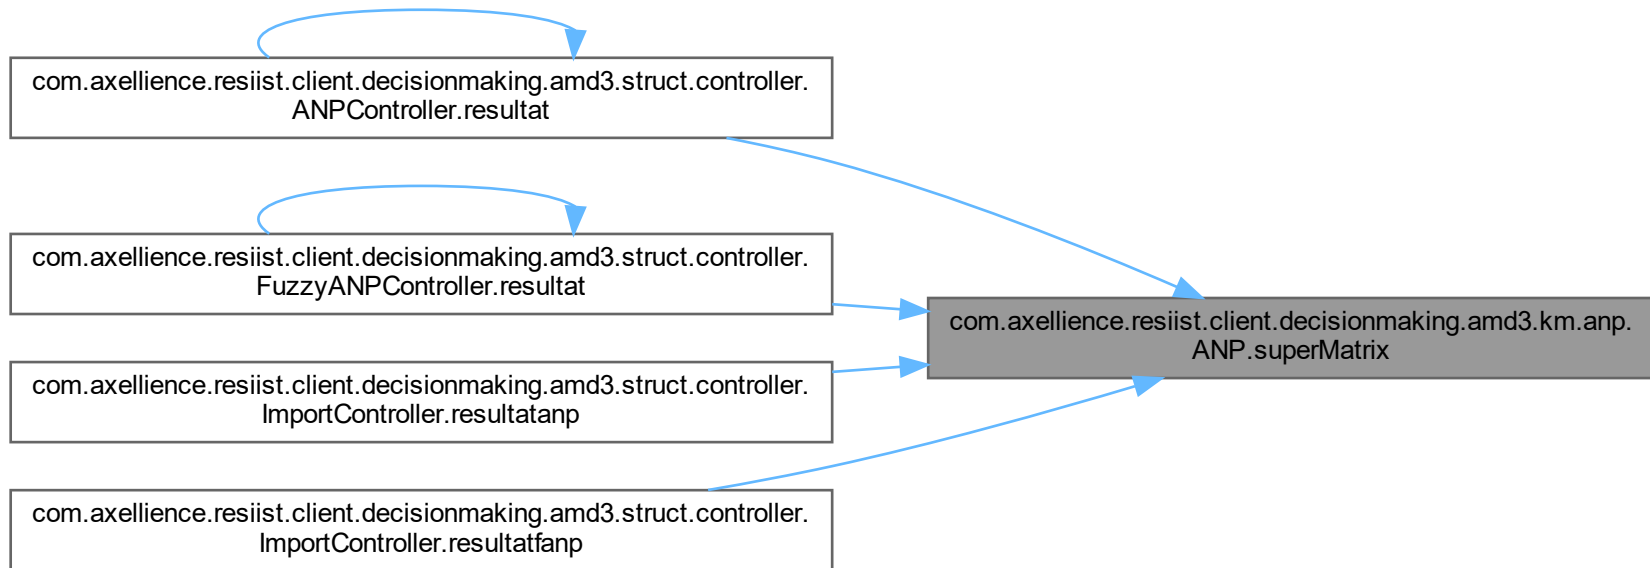 com.axellience.resiist.client.decisionmaking.amd3.struct.controller.
ANPController.resultat
com.axellience.resiist.client.decisionmaking.amd3.struct.controller.
FuzzyANPController.resultat
com.axellience.resiist.client.decisionmaking.amd3.km.anp.
ANP.superMatrix
com.axellience.resiist.client.decisionmaking.amd3.struct.controller.
ImportController.resultatanp
com.axellience.resiist.client.decisionmaking.amd3.struct.controller.
ImportController.resultatfanp